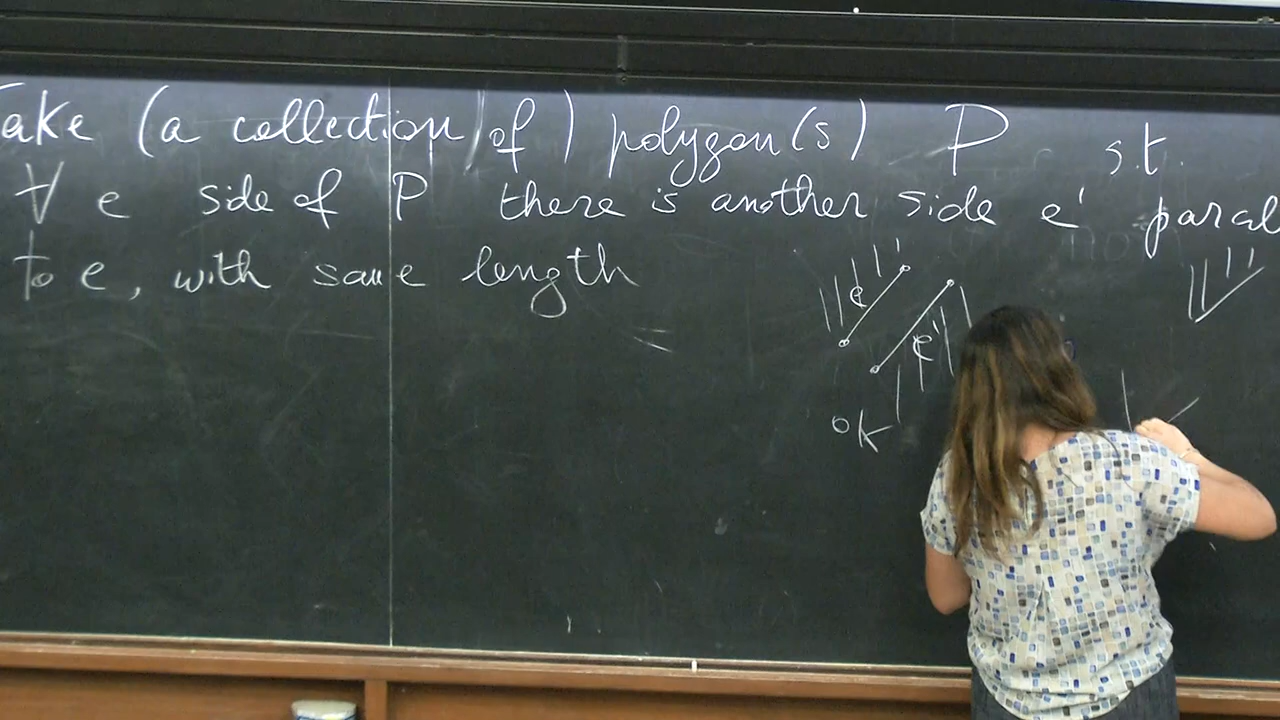 Take (a collection of) polygon(s) P s.t.
∀ e side of P there is another side e' paral
to e, with same length
e
e'
OK